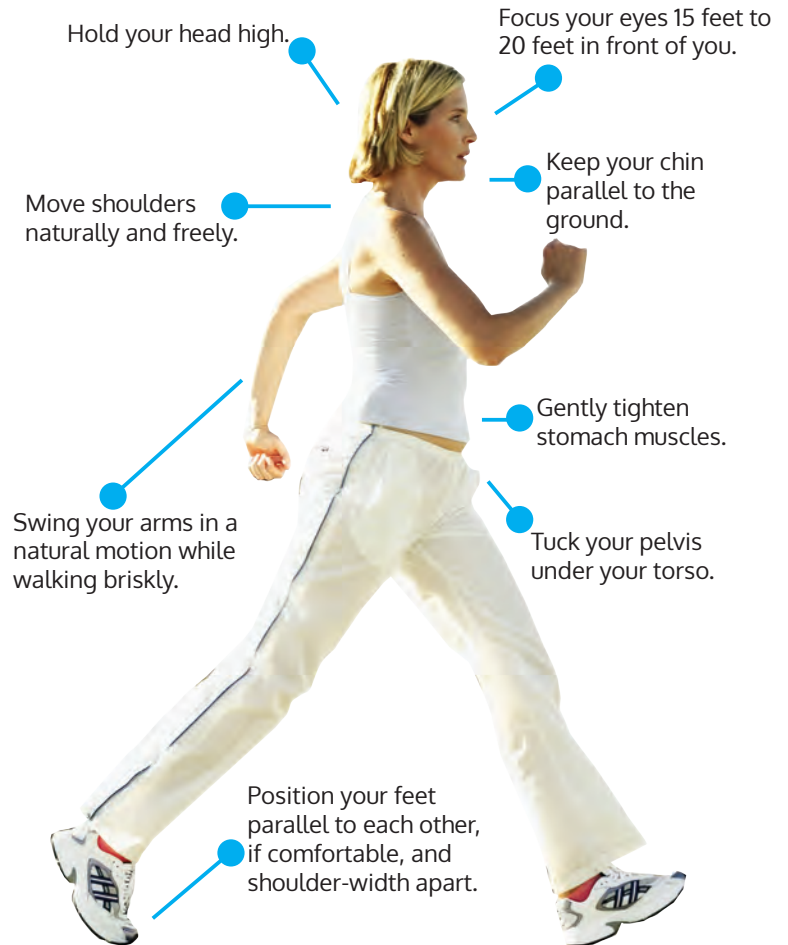 Hold your head high.
Focus your eyes 15 feet to
20 feet in front of you.
Keep your chin
parallel to the
ground.
Move shoulders
naturally and freely.
Gently tighten
stomach muscles.
Swing your arms in a
natural motion while
walking briskly.
Tuck your pelvis
under your torso.
Position your feet
parallel to each other,
if comfortable, and
shoulder-width apart.